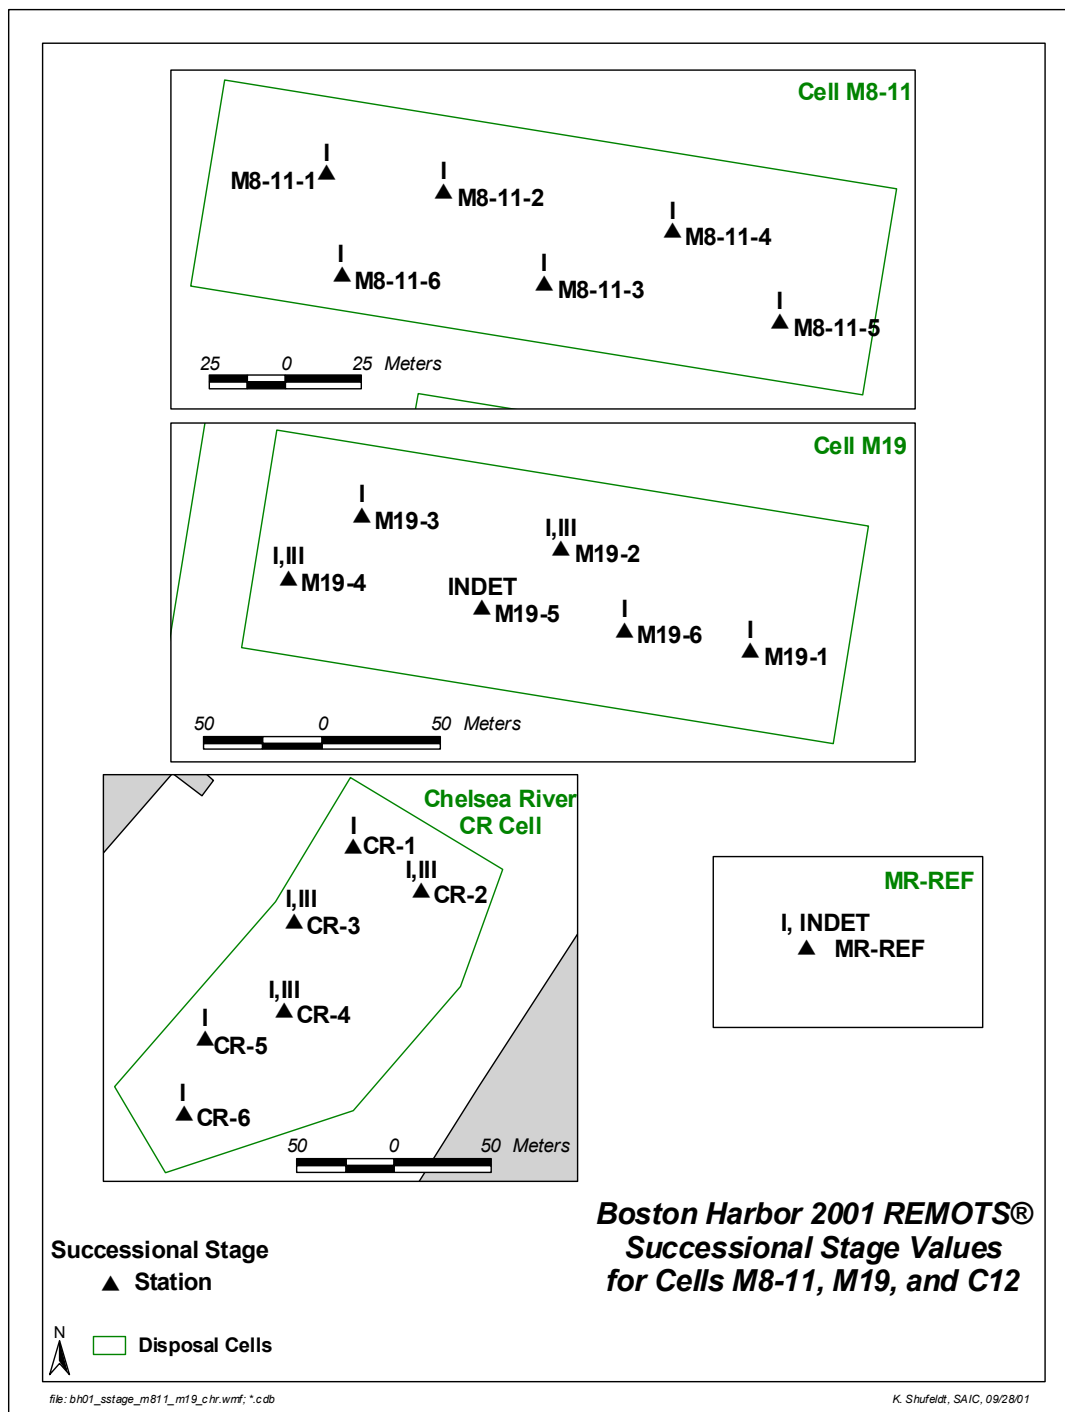 Cell M8-11
I
M8-11-1
I
M8-11-2
I
M8-11-4
I
M8-11-6
I
M8-11-3
I
M8-11-5
25 0 25 Meters
Cell M19
I
M19-3
I,III
M19-2
I,III
M19-4
INDET
M19-5
I
M19-6
I
M19-1
50 0 50 Meters
Chelsea River
CR Cell
I
CR-1
I,III
CR-2
I,III
CR-3
I,III
CR-4
I
CR-5
I
CR-6
50 0 50 Meters
MR-REF
I, INDET
MR-REF
Boston Harbor 2001 REMOTS®
Successional Stage Values
for Cells M8-11, M19, and C12
Successional Stage
Station
N
Disposal Cells
file: bh01_sstage_m811_m19_chr.wmf; *.cdb
K. Shufeldt, SAIC, 09/28/01